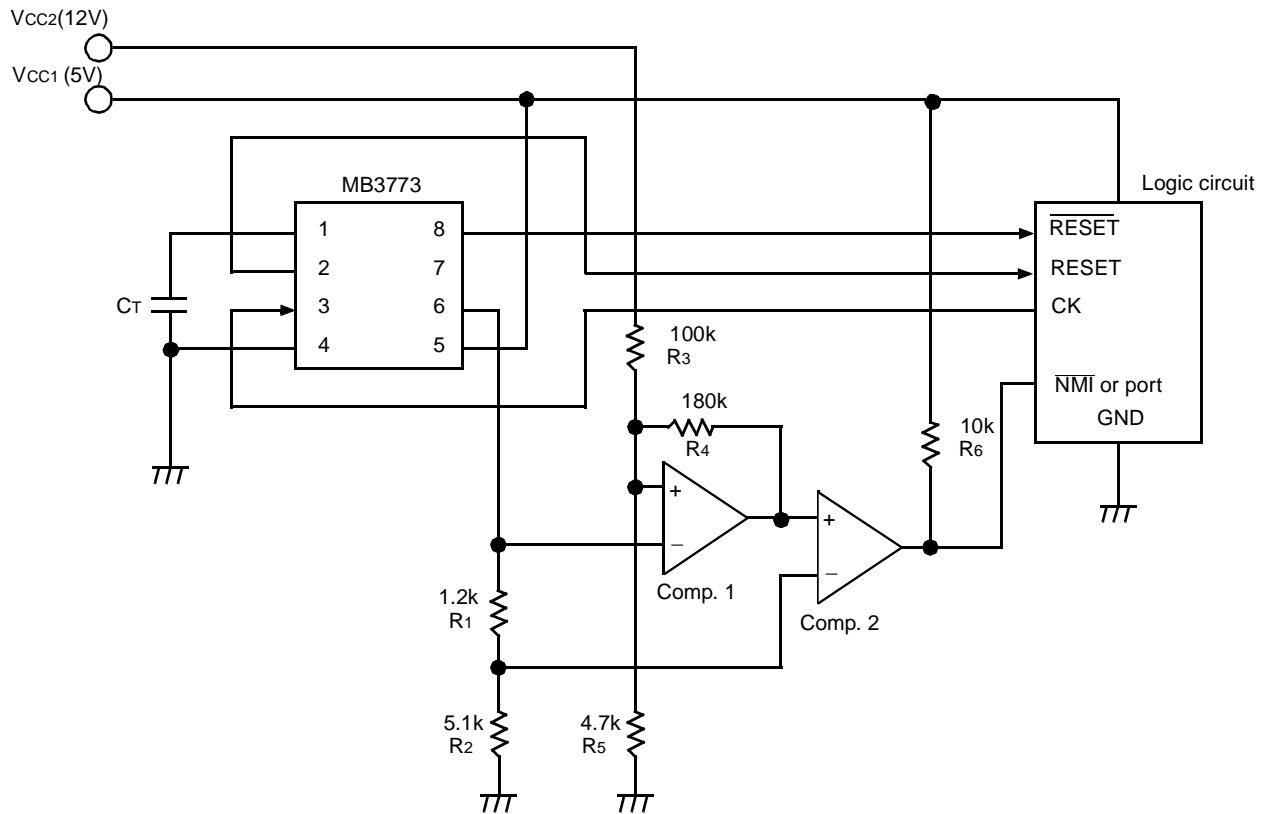 VCC2(12V)
VCC1 (5V)
MB3773
Logic circuit
1
8
RESET
2
7
RESET
3
6
CK
CT
4
5
100k
R3
NMI or port
180k
GND
R4
10k
R6
+
−
+
−
Comp. 1
Comp. 2
1.2k
R1
5.1k
R2
4.7k
R5